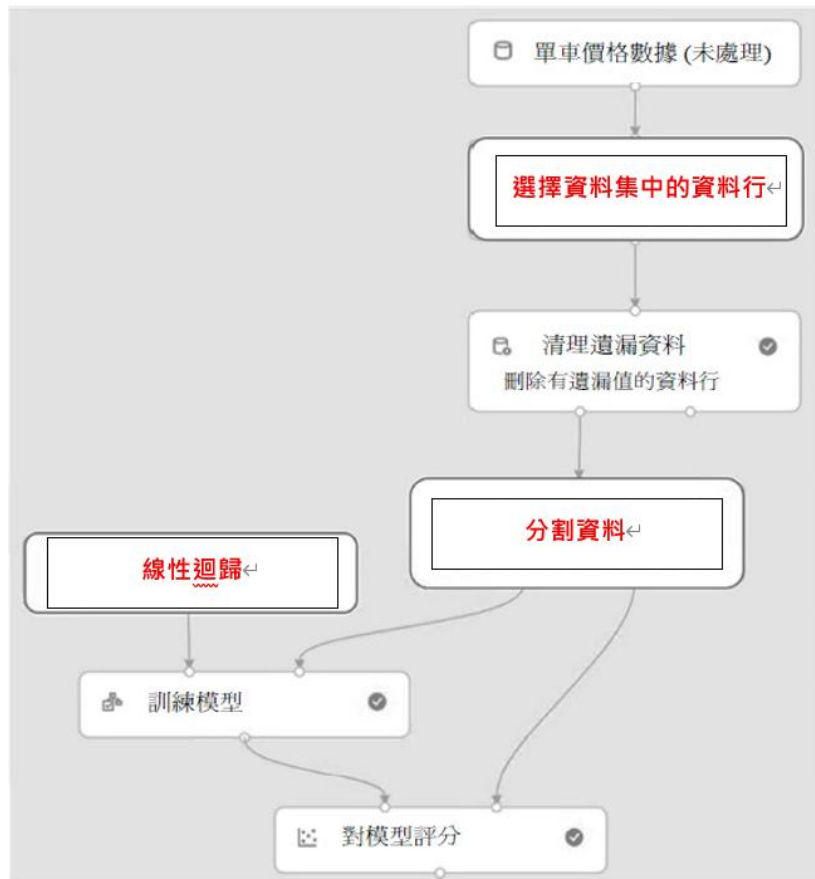 單車價格數據 (未處理)
選擇資料集中的資料行↵
清理遺漏資料
刪除有遺漏值的資料行
分割資料↵
線性迴歸↵
訓練模型
對模型評分